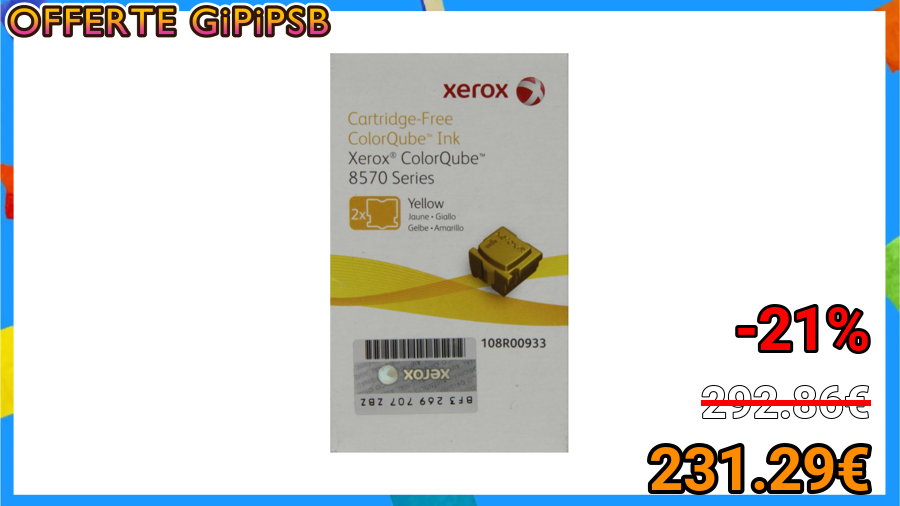 OFFERTE GiPiPSB
xerox
Cartridge-Free
ColorQube™ Ink
Xerox® ColorQube™
8570 Series
2x
Yellow
Jaune • Giallo
Gelbe • Amarillo
108R00933
xerox
BF3 269 707 ZBZ
-21%
292.86€
231.29€